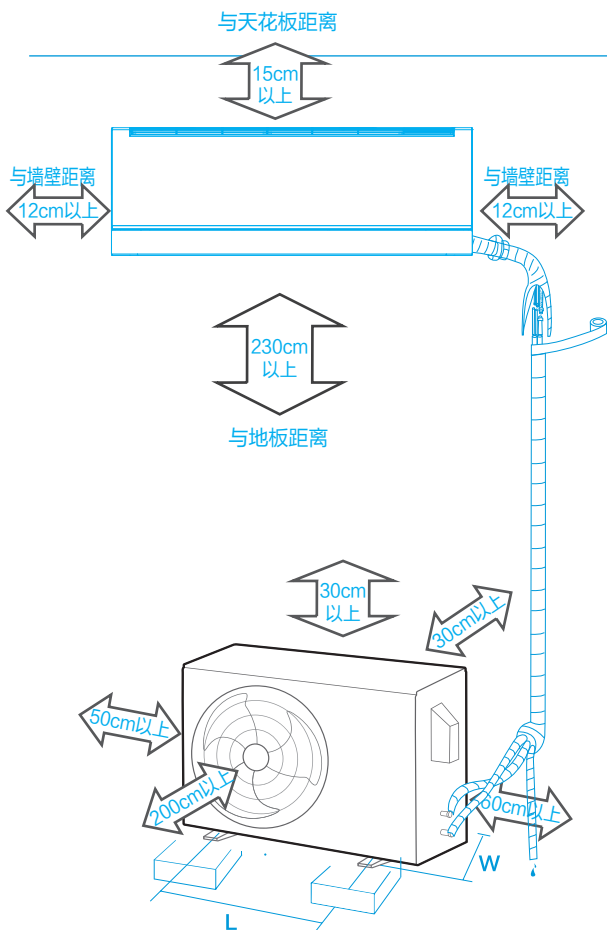 与天花板距离
15cm
以上
与墙壁距离
12cm以上
与墙壁距离
12cm以上
230cm
以上
与地板距离
30cm
以上
30cm以上
50cm以上
200cm以上
60cm以上
W
L